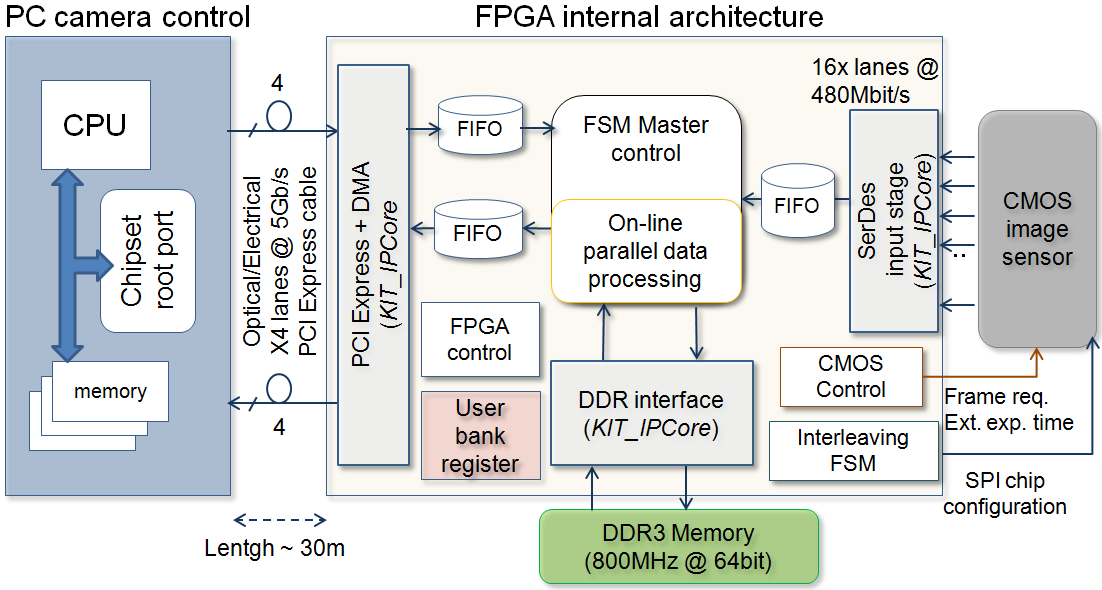 PC camera control
FPGA internal architecture
CPU
Chipset
root port
memory
4
Optical/Electrical
X4 lanes @ 5Gb/s
PCI Express cable
4
Lentgh ~ 30m
PCI Express + DMA
(KIT_IPCore
FIFO
FIFO
FSM Master
control
On-line
parallel data
processing
FPGA
control
User
bank
register
DDR interface
(KIT_IPCore)
DDR3 Memory
(800MHz @ 64bit)
FIFO
16x lanes @
480Mbit/s
SerDes
input stage
(KIT_IPCore)
CMOS
image
sensor
..
CMOS
Control
Interleaving
FSM
Frame req.
Ext. exp. time
SPI chip
configuration